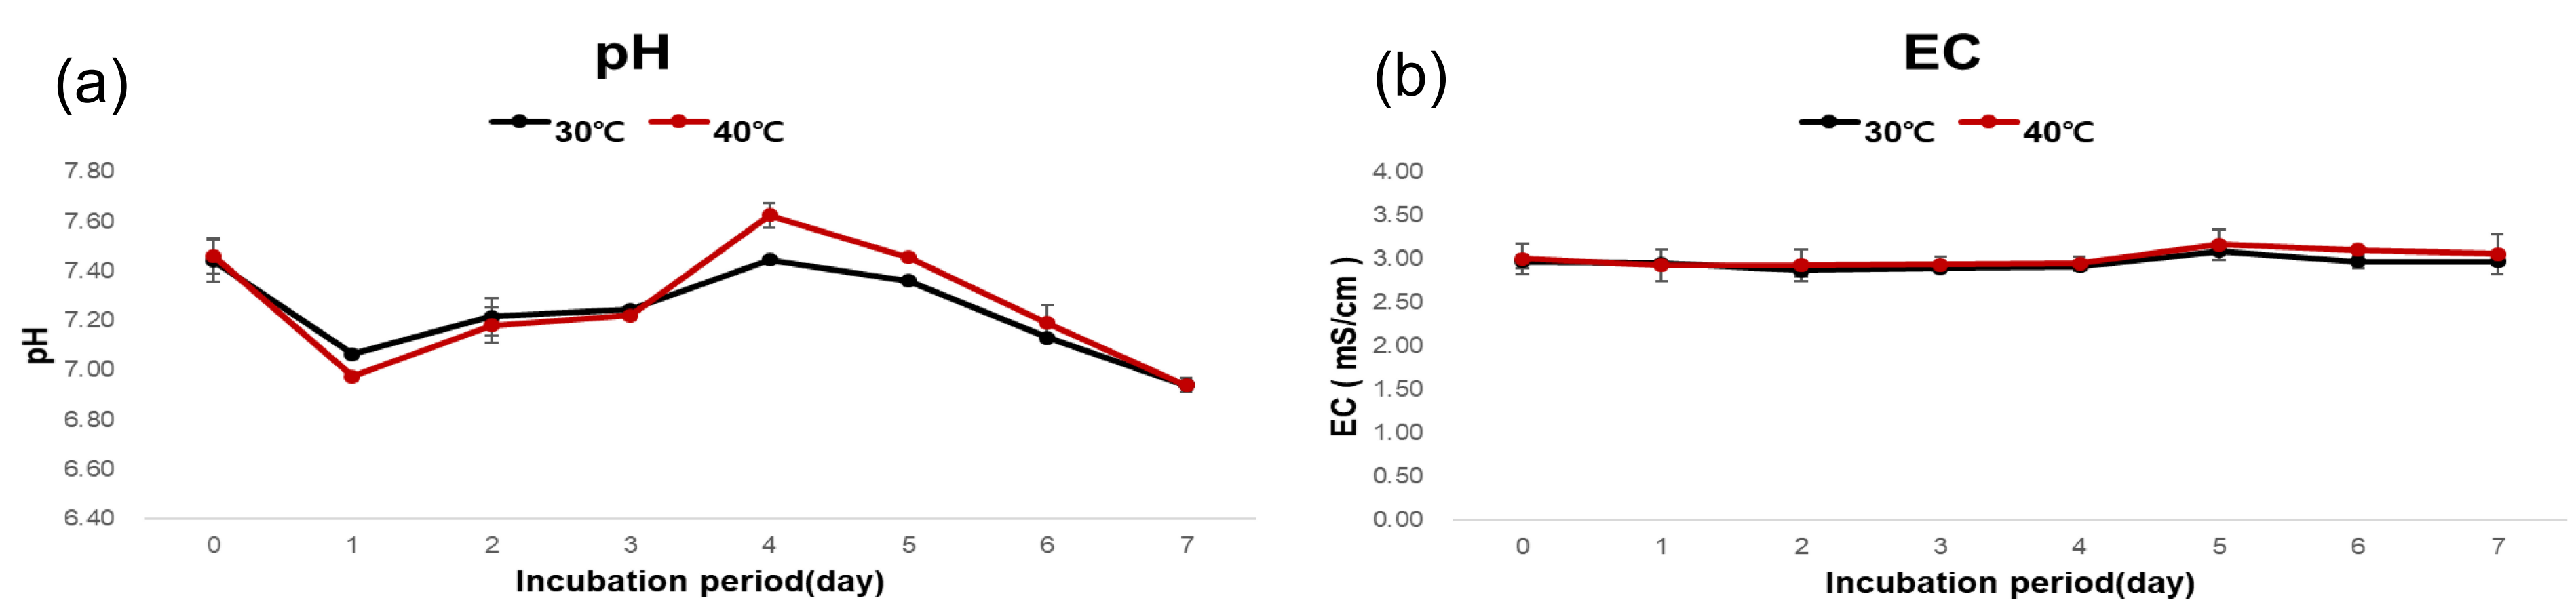 (a)
pH
30℃ 40℃
7.80
7.60
7.40
7.20
7.00
6.80
6.60
6.40
pH
0 1 2 3 4 5 6 7
Incubation period(day)
(b)
EC
30℃ 40℃
4.00
3.50
3.00
2.50
2.00
1.50
1.00
0.50
0.00
EC ( mS/cm )
0 1 2 3 4 5 6 7
Incubation period(day)